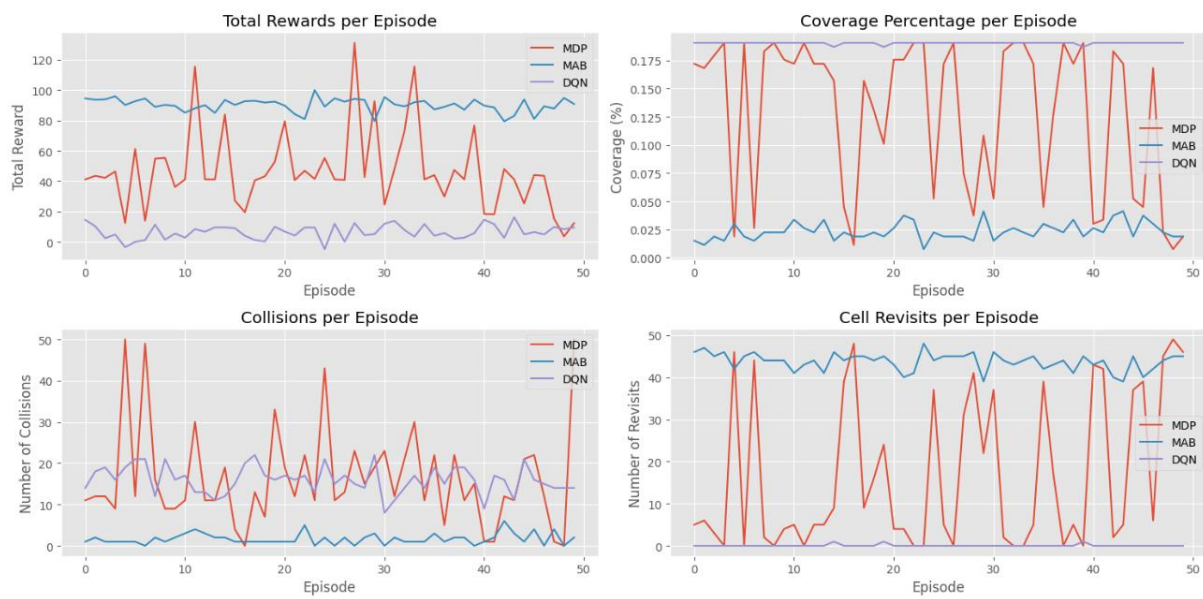 Total Rewards per Episode
Total Reward
120
100
80
60
40
20
0
0 10 20 30 40 50
Episode
MDP
MAB
DQN
Coverage Percentage per Episode
Coverage (%)
0.175
0.150
0.125
0.100
0.075
0.050
0.025
0.000
0 10 20 30 40 50
Episode
MDP
MAB
DQN
Collisions per Episode
Number of Collisions
50
40
30
20
10
0
0 10 20 30 40 50
Episode
MDP
MAB
DQN
Cell Revisits per Episode
Number of Revisits
50
40
30
20
10
0
0 10 20 30 40 50
Episode
MDP
MAB
DQN